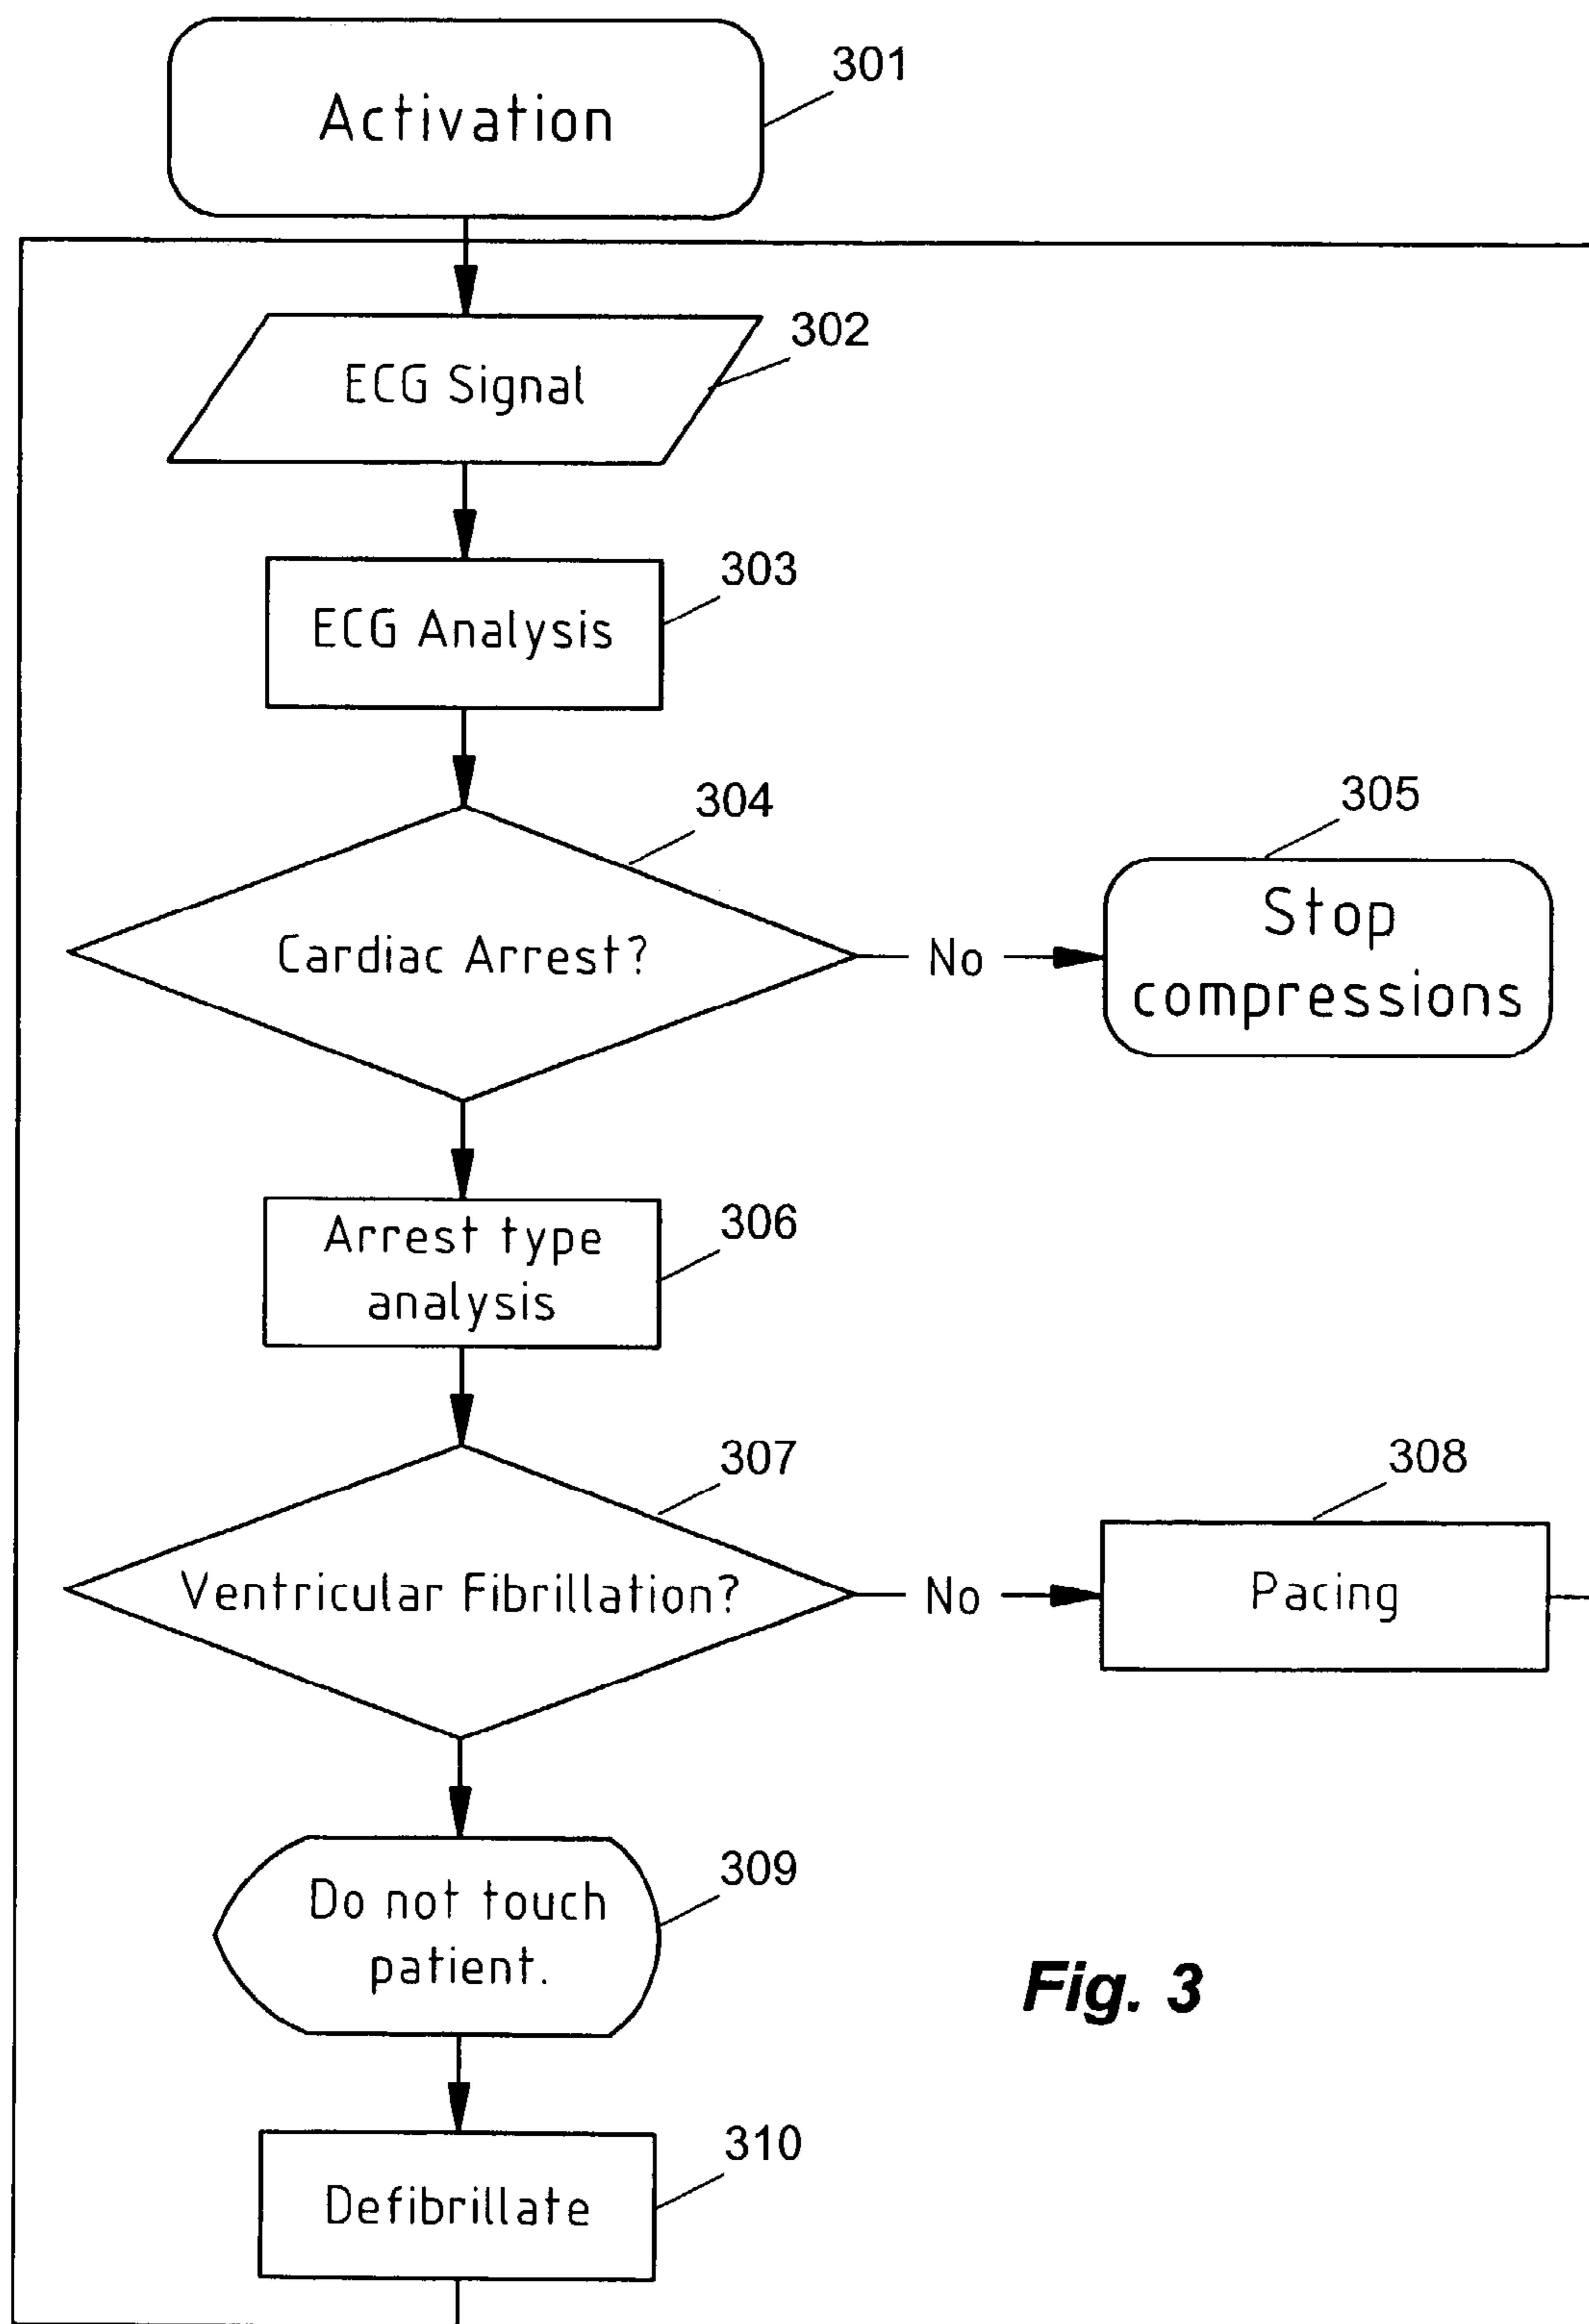 301
Activation
302
ECG Signal
303
ECG Analysis
304
305
Cardiac Arrest?
No
Stop
compressions
306
Arrest type
analysis
307
308
Ventricular Fibrillation?
No
Pacing
309
Do not touch
patient.
Fig. 3
310
Defibrillate